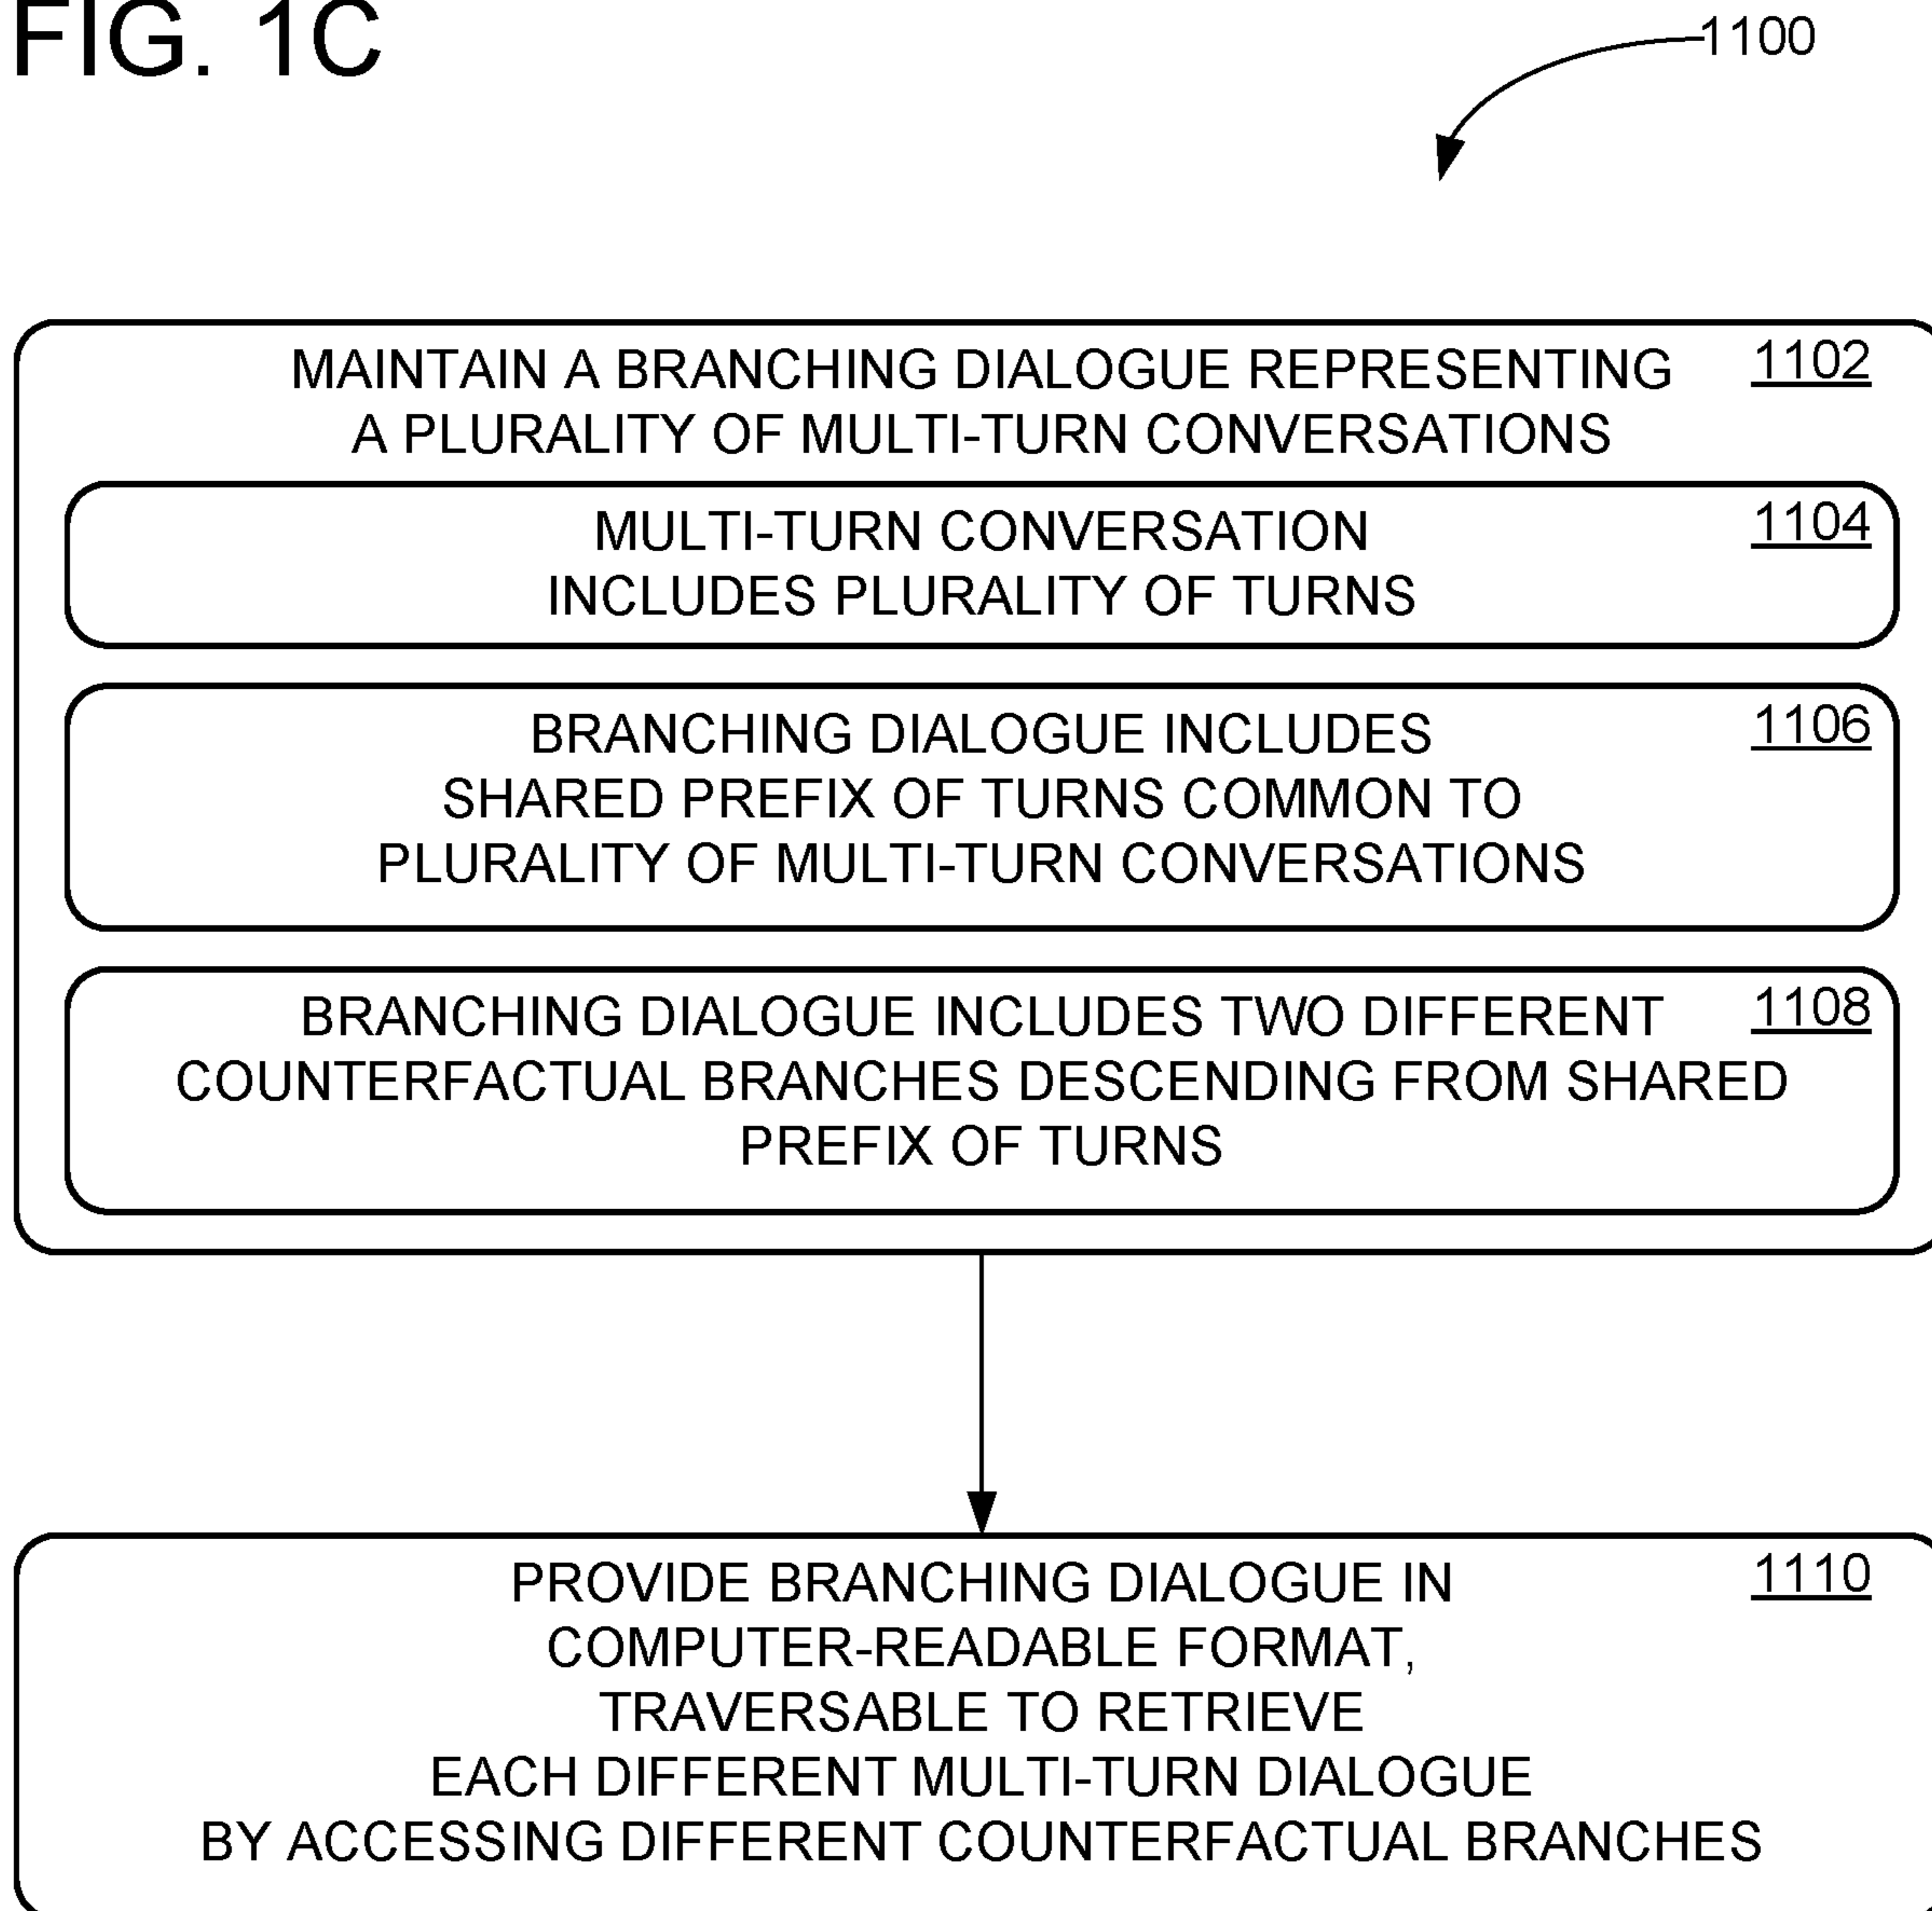 FIG. 1C
1100
MAINTAIN A BRANCHING DIALOGUE REPRESENTING 1102
A PLURALITY OF MULTI-TURN CONVERSATIONS
MULTI-TURN CONVERSATION 1104
INCLUDES PLURALITY OF TURNS
BRANCHING DIALOGUE INCLUDES 1106
SHARED PREFIX OF TURNS COMMON TO
PLURALITY OF MULTI-TURN CONVERSATIONS
BRANCHING DIALOGUE INCLUDES TWO DIFFERENT 1108
COUNTERFACTUAL BRANCHES DESCENDING FROM SHARED
PREFIX OF TURNS
PROVIDE BRANCHING DIALOGUE IN 1110
COMPUTER-READABLE FORMAT,
TRAVERSABLE TO RETRIEVE
EACH DIFFERENT MULTI-TURN DIALOGUE
BY ACCESSING DIFFERENT COUNTERFACTUAL BRANCHES